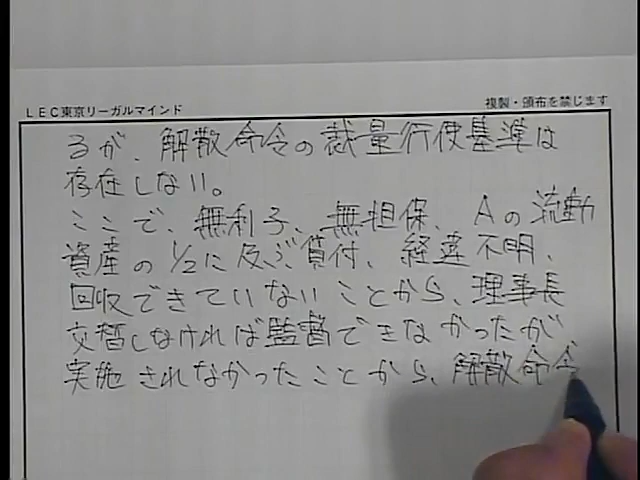 LEC東京リーガルマインド
複製・頒布を禁じます
るが、解散命令の裁量行使基準は
存在しない。
ここで、無利子、無担保、Aの流動
資産の1/2に及ぶ貸付、経達不明、
回収できていないことから、理事長
交替しなければ監督できなかったが
実施されなかったことから、解散命令